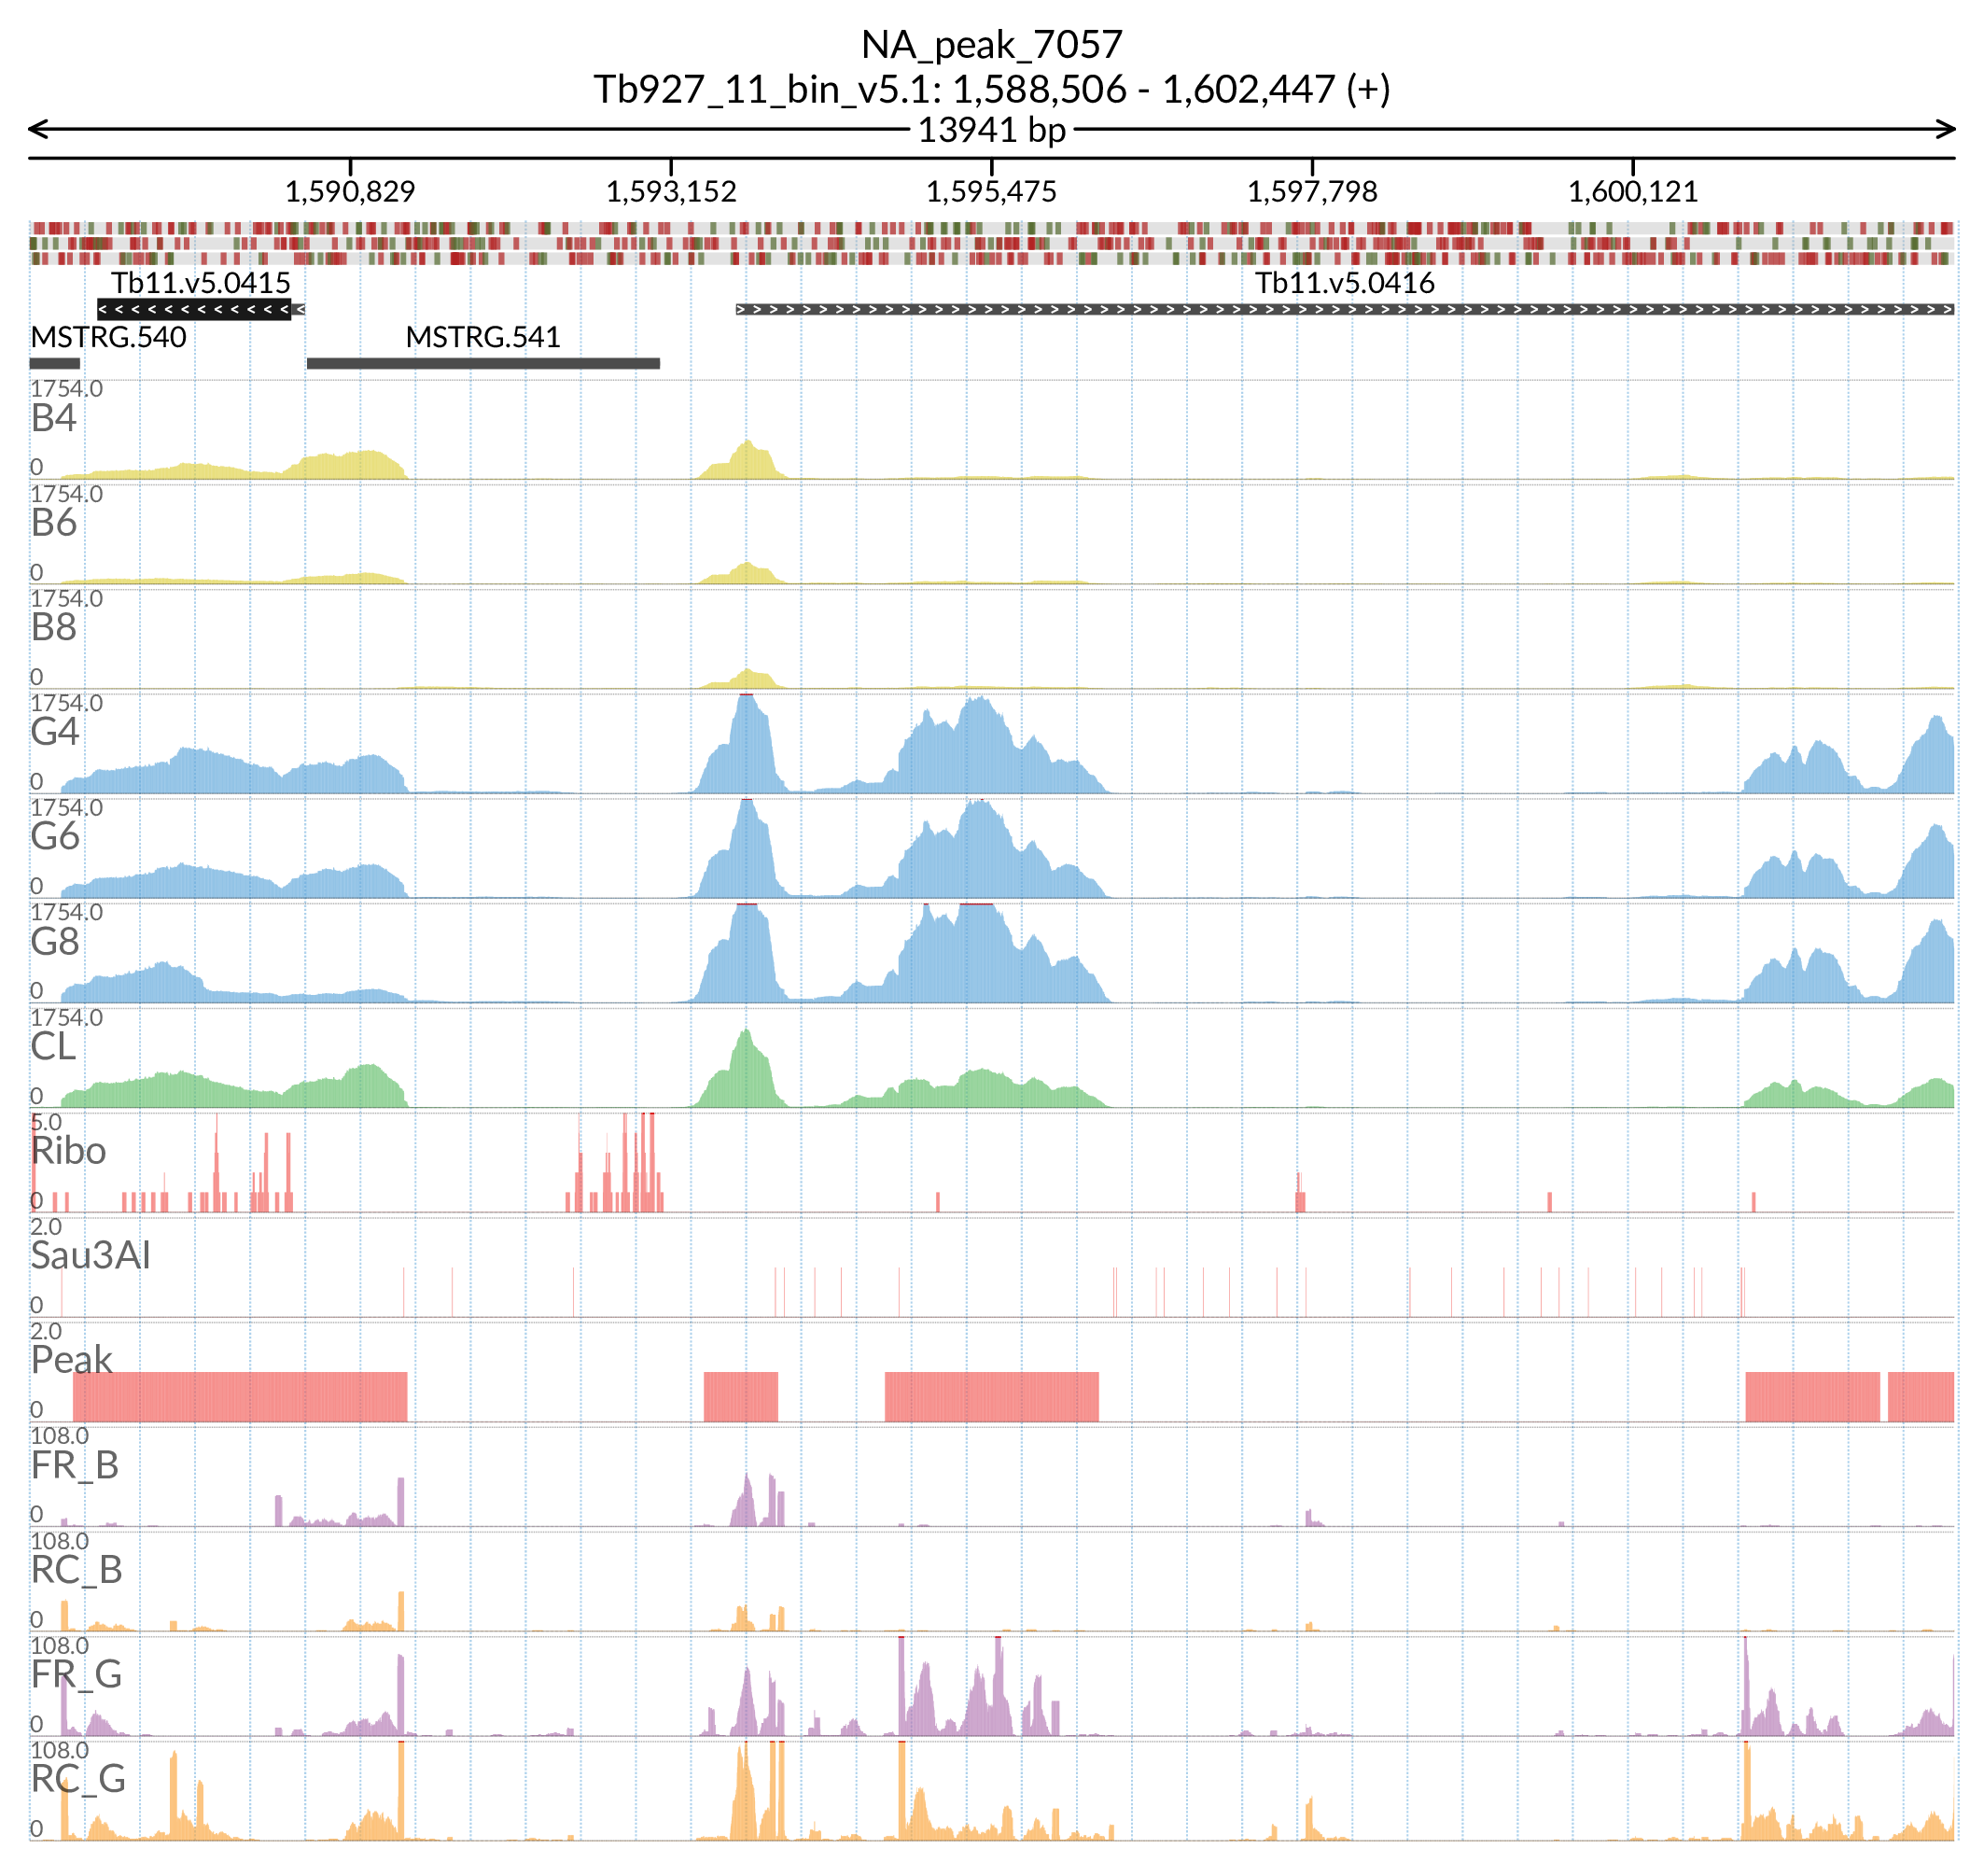 NA_peak_7057
Tb927_11_bin_v5.1: 1,588,506 - 1,602,447 (+)
13941 bp
1,590,829 1,593,152 1,595,475 1,597,798 1,600,121
Tb11.v5.0415 Tb11.v5.0416
MSTRG.540 MSTRG.541
1754.0
B4
0
1754.0
B6
0
1754.0
B8
0
1754.0
G4
0
1754.0
G6
0
1754.0
G8
0
1754.0
CL
0
5.0
Ribo
0
2.0
Sau3AI
0
2.0
Peak
0
108.0
FR_B
0
108.0
RC_B
0
108.0
FR_G
0
108.0
RC_G
0